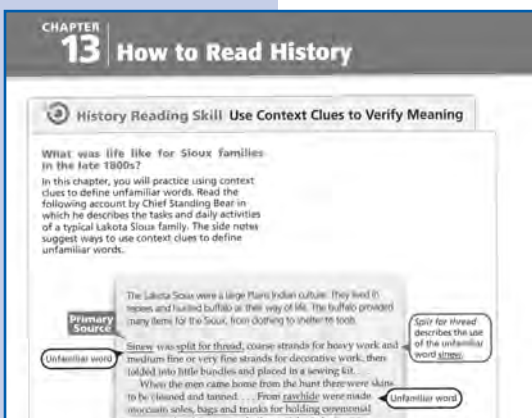 CHAPTER
13 How to Read History
History Reading Skill Use Context Clues to Verify Meaning
What was life like for Sioux families
in the late 1800s?
In this chapter, you will practice using context
clues to define unfamiliar words. Read the
following account by Chief Standing Bear in
which he describes the tasks and daily activities
of a typical Lakota Sioux family. The side notes
suggest ways to use context clues to define
unfamiliar words.
Primary
Source
The Lakota Sioux were a large Plains Indian culture. They lived in
tepees and hunted buffalo as their way of life. The buffalo provided
many items for the Sioux, from clothing to shelter to tools.
Sinew was split for thread, coarse strands for heavy work and
medium fine or very fine strands for decorative work, then
folded into little bundles and placed in a sewing kit.
When the men came home from the hunt there were skins
to be cleaned and tanned. . . . From rawhide were made
moccasin soles, bags and trunks for holding ceremonial
Unfamiliar word
Split for thread
describes the use
of the unfamiliar
word sinew.
Unfamiliar word